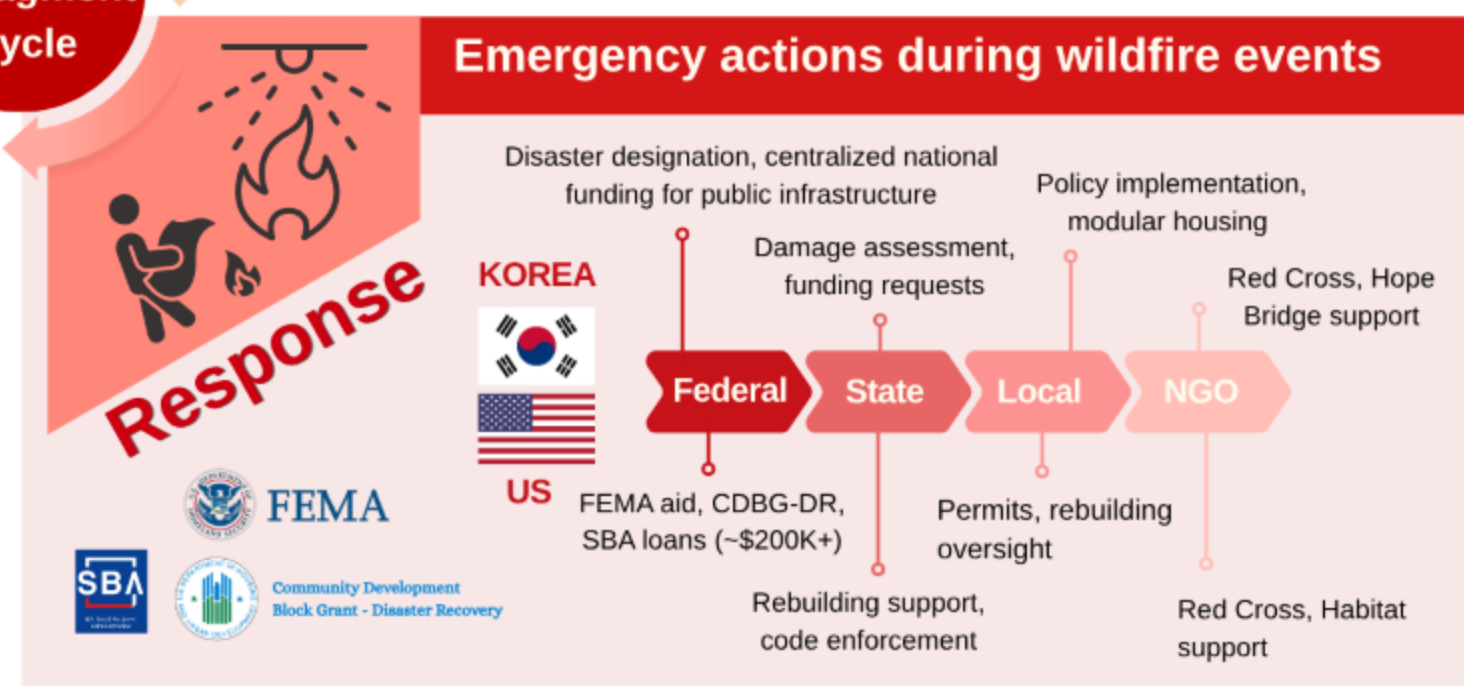 ycle
Emergency actions during wildfire events
Response
Disaster designation, centralized national
funding for public infrastructure
Damage assessment,
funding requests
Policy implementation,
modular housing
Red Cross, Hope
Bridge support
KOREA
US
Federal
State
Local
NGO
FEMA aid, CDBG-DR,
SBA loans (~$200K+)
Rebuilding support,
code enforcement
Permits, rebuilding
oversight
Red Cross, Habitat
support
FEMA
SBA
Community Development
Block Grant - Disaster Recovery